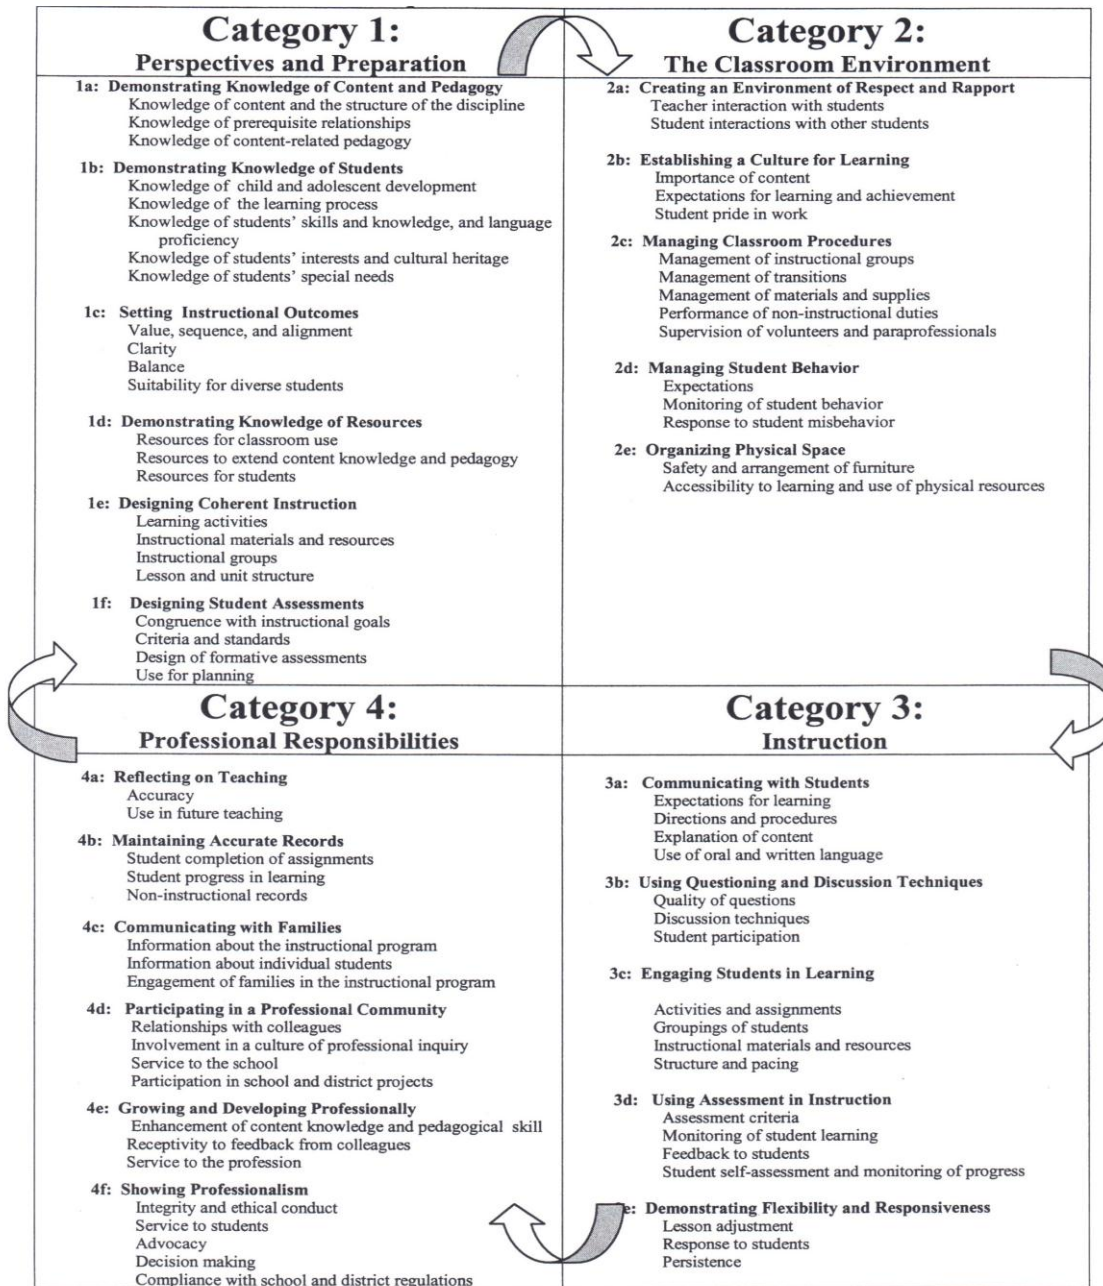 Category 1:
Perspectives and Preparation
1a: Demonstrating Knowledge of Content and Pedagogy
Knowledge of content and the structure of the discipline
Knowledge of prerequisite relationships
Knowledge of content-related pedagogy
1b: Demonstrating Knowledge of Students
Knowledge of child and adolescent development
Knowledge of the learning process
Knowledge of students' skills and knowledge, and language
proficiency
Knowledge of students' interests and cultural heritage
Knowledge of students' special needs
1c: Setting Instructional Outcomes
Value, sequence, and alignment
Clarity
Balance
Suitability for diverse students
1d: Demonstrating Knowledge of Resources
Resources for classroom use
Resources to extend content knowledge and pedagogy
Resources for students
1e: Designing Coherent Instruction
Learning activities
Instructional materials and resources
Instructional groups
Lesson and unit structure
1f: Designing Student Assessments
Congruence with instructional goals
Criteria and standards
Design of formative assessments
Use for planning
Category 2:
The Classroom Environment
2a: Creating an Environment of Respect and Rapport
Teacher interaction with students
Student interactions with other students
2b: Establishing a Culture for Learning
Importance of content
Expectations for learning and achievement
Student pride in work
2c: Managing Classroom Procedures
Management of instructional groups
Management of transitions
Management of materials and supplies
Performance of non-instructional duties
Supervision of volunteers and paraprofessionals
2d: Managing Student Behavior
Expectations
Monitoring of student behavior
Response to student misbehavior
2e: Organizing Physical Space
Safety and arrangement of furniture
Accessibility to learning and use of physical resources
Category 4:
Professional Responsibilities
4a: Reflecting on Teaching
Accuracy
Use in future teaching
4b: Maintaining Accurate Records
Student completion of assignments
Student progress in learning
Non-instructional records
4c: Communicating with Families
Information about the instructional program
Information about individual students
Engagement of families in the instructional program
4d: Participating in a Professional Community
Relationships with colleagues
Involvement in a culture of professional inquiry
Service to the school
Participation in school and district projects
4e: Growing and Developing Professionally
Enhancement of content knowledge and pedagogical skill
Receptivity to feedback from colleagues
Service to the profession
4f: Showing Professionalism
Integrity and ethical conduct
Service to students
Advocacy
Decision making
Compliance with school and district regulations
Category 3:
Instruction
3a: Communicating with Students
Expectations for learning
Directions and procedures
Explanation of content
Use of oral and written language
3b: Using Questioning and Discussion Techniques
Quality of questions
Discussion techniques
Student participation
3c: Engaging Students in Learning
Activities and assignments
Groupings of students
Instructional materials and resources
Structure and pacing
3d: Using Assessment in Instruction
Assessment criteria
Monitoring of student learning
Feedback to students
Student self-assessment and monitoring of progress
e: Demonstrating Flexibility and Responsiveness
Lesson adjustment
Response to students
Persistence